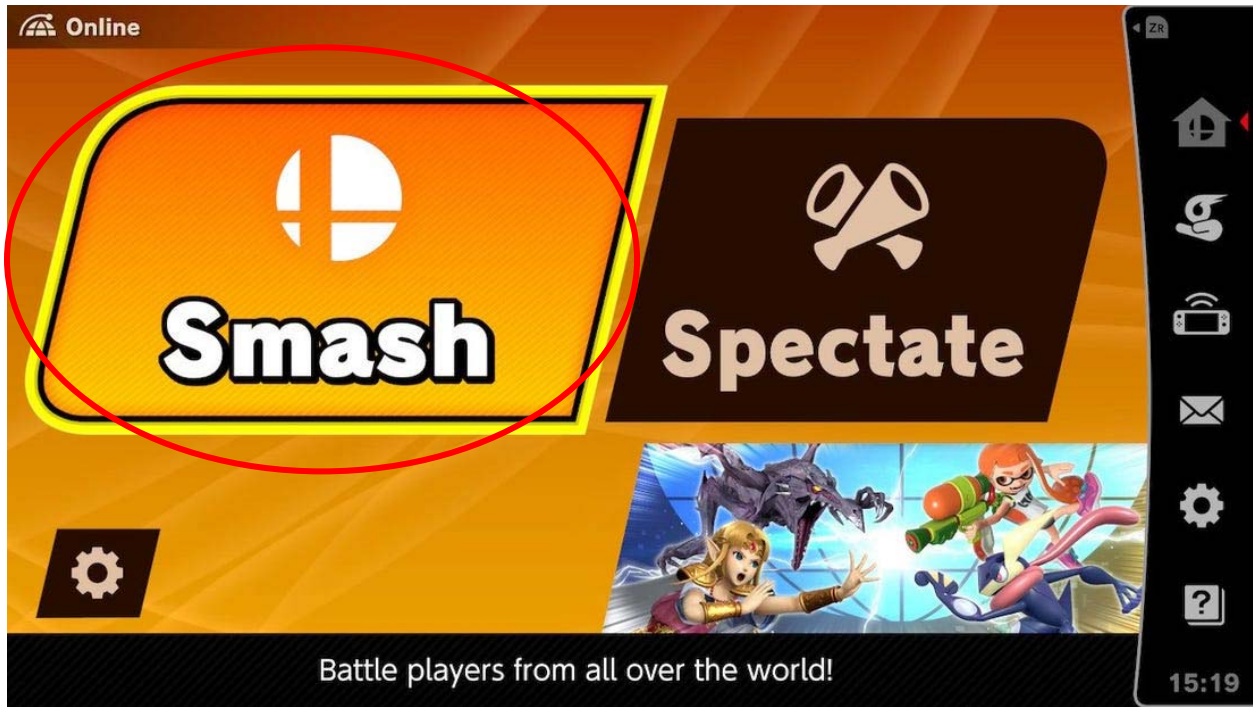 Online
ZR
Smash
Spectate
?
Battle players from all over the world!
15:19